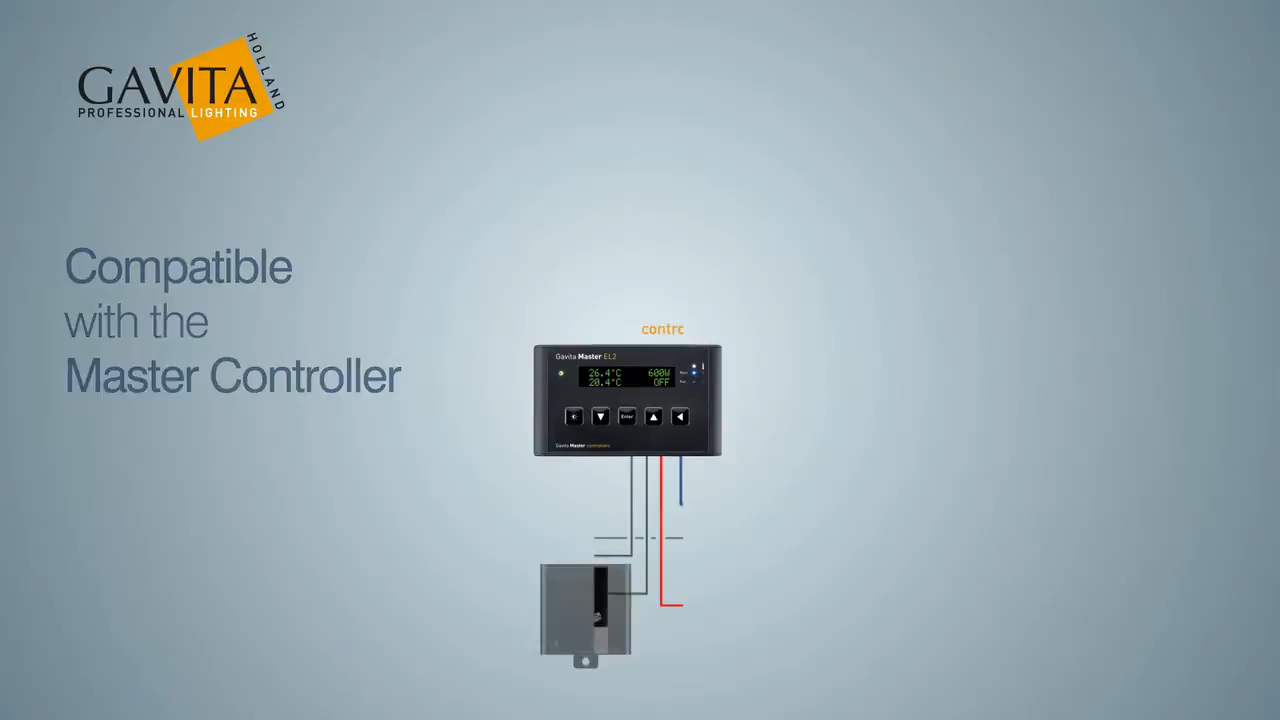 HOLLAND
GAVITA
PROFESSIONAL LIGHTING
Compatible
with the
Master Controller
contrc
Gavita Master EL2
26.4°C 600W
20.4°C OFF
Enter
Gavita Master controllers